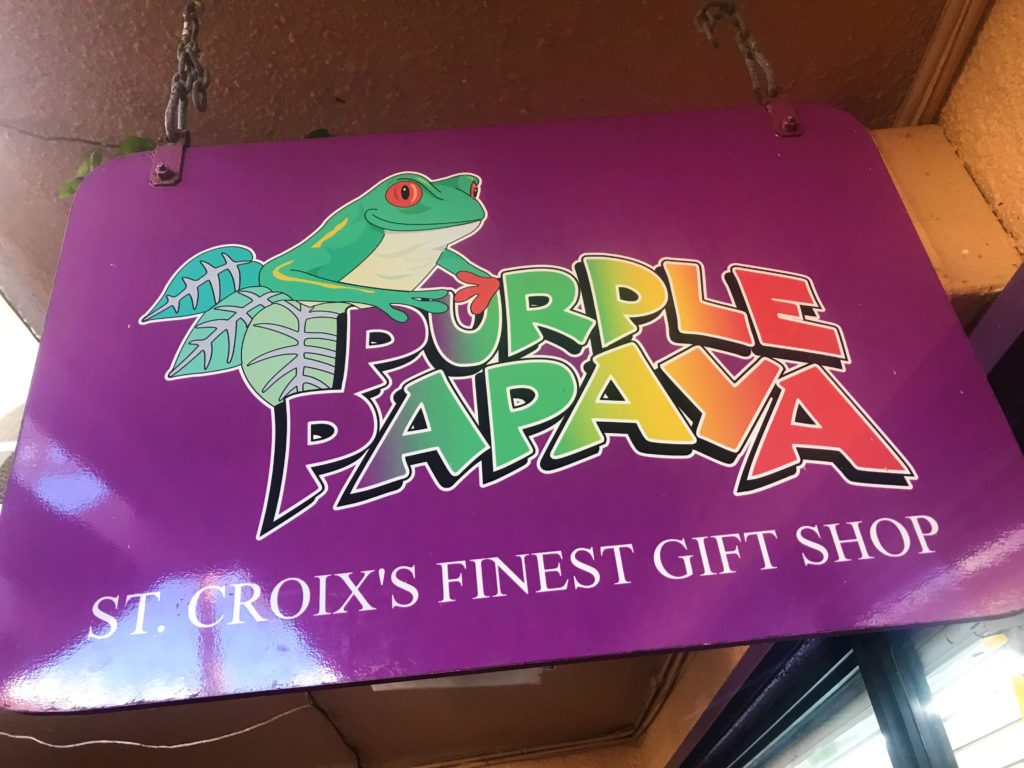 PURPLE
PAPAYA
ST. CROIX'S FINEST GIFT SHOP